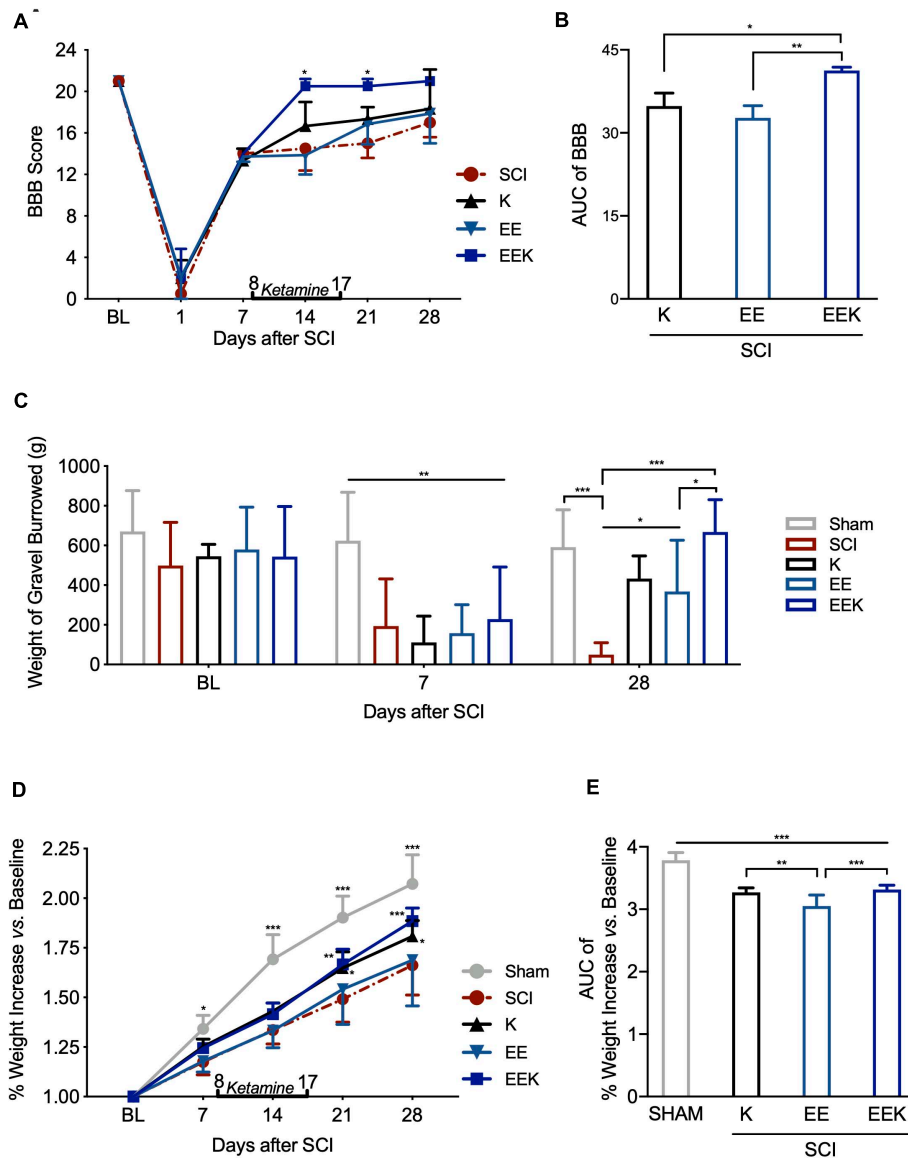 A
24
20
16
12
8
4
0
BBB Score
* *
8 Ketamine 17
BL 1 7 14 21 28
Days after SCI
SCI
K
EE
EEK
B
45
30
15
0
AUC of BBB
*
**
K EE EEK
SCI
C
1000
800
600
400
200
0
Weight of Gravel Burrowed (g)
**
***
***
*
*
BL 7 28
Days after SCI
Sham
SCI
K
EE
EEK
D
2.25
2.00
1.75
1.50
1.25
1.00
% Weight Increase vs. Baseline
*
***
***
***
**
*
***
*
8 Ketamine 17
BL 7 14 21 28
Days after SCI
Sham
SCI
K
EE
EEK
E
4
3
2
1
0
AUC of
% Weight Increase vs. Baseline
***
** ***
SHAM K EE EEK
SCI